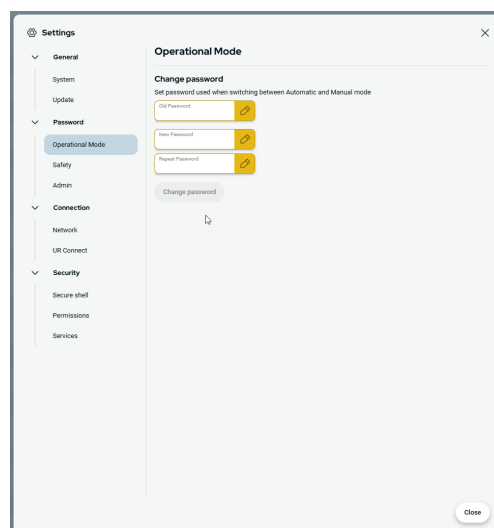 Settings
General
System
Update
Password
Operational Mode
Safety
Admin
Connection
Network
UR Connect
Security
Secure shell
Permissions
Services
Operational Mode
Change password
Set password used when switching between Automatic and Manual mode
Old Password
New Password
Repeat Password
Change password
Close